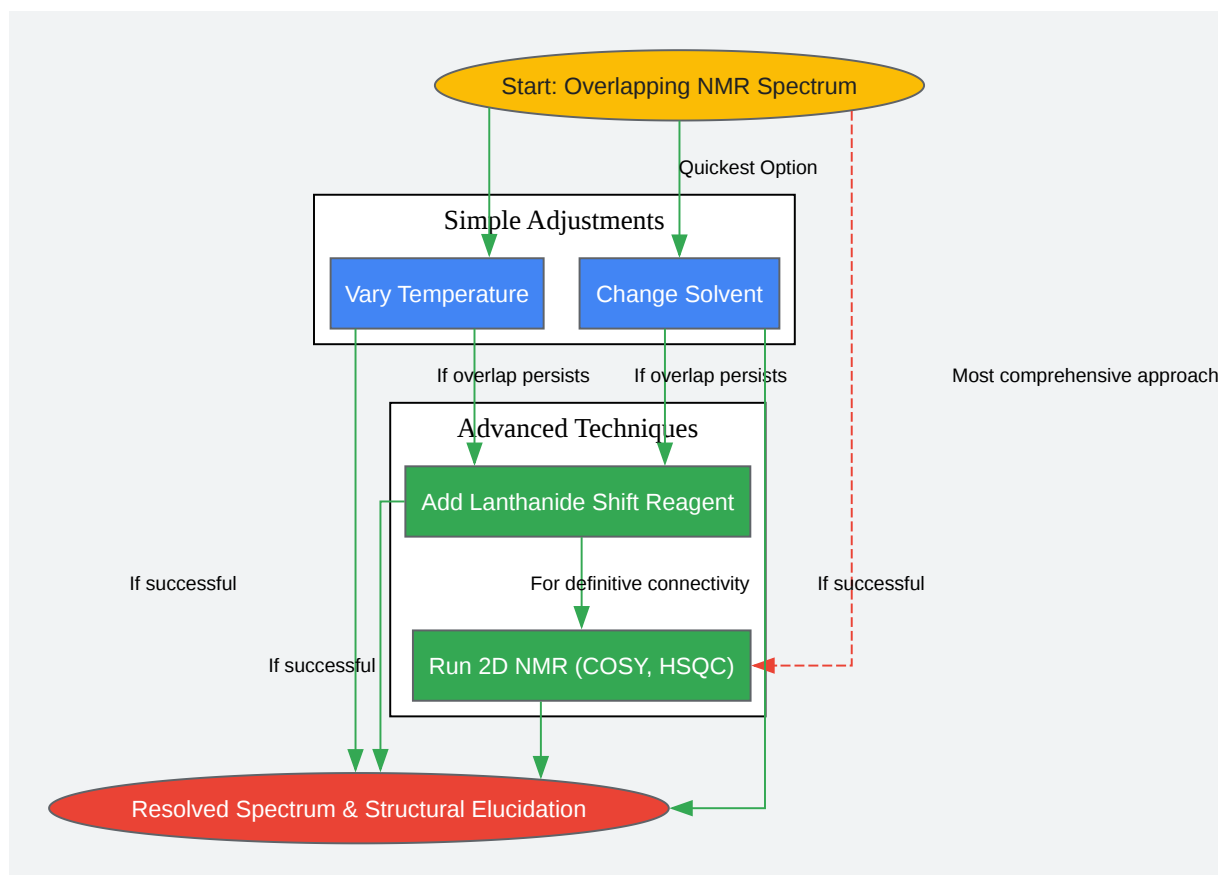 Start: Overlapping NMR Spectrum
Quickest Option
Simple Adjustments
Vary Temperature
Change Solvent
If overlap persists
If overlap persists
Most comprehensive approach
Advanced Techniques
Add Lanthanide Shift Reagent
If successful
For definitive connectivity
If successful
If successful
Run 2D NMR (COSY, HSQC)
Resolved Spectrum & Structural Elucidation